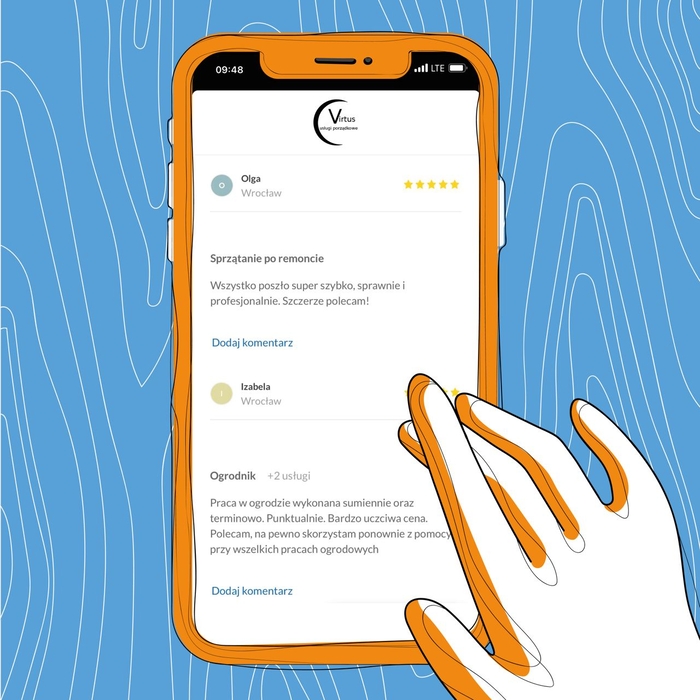 09:48 LTE
Virtus
usługi porządkowe
O Olga
Wrocław
Sprzątanie po remoncie
Wszystko poszło super szybko, sprawnie i
profesjonalnie. Szczerze polecam!
Dodaj komentarz
I Izabela
Wrocław
Ogrodnik +2 usługi
Praca w ogrodzie wykonana sumiennie oraz
terminowo. Punktualnie. Bardzo uczciwa cena.
Polecam, na pewno skorzystam ponownie z pomocy
przy wszelkich pracach ogrodowych
Dodaj komentarz